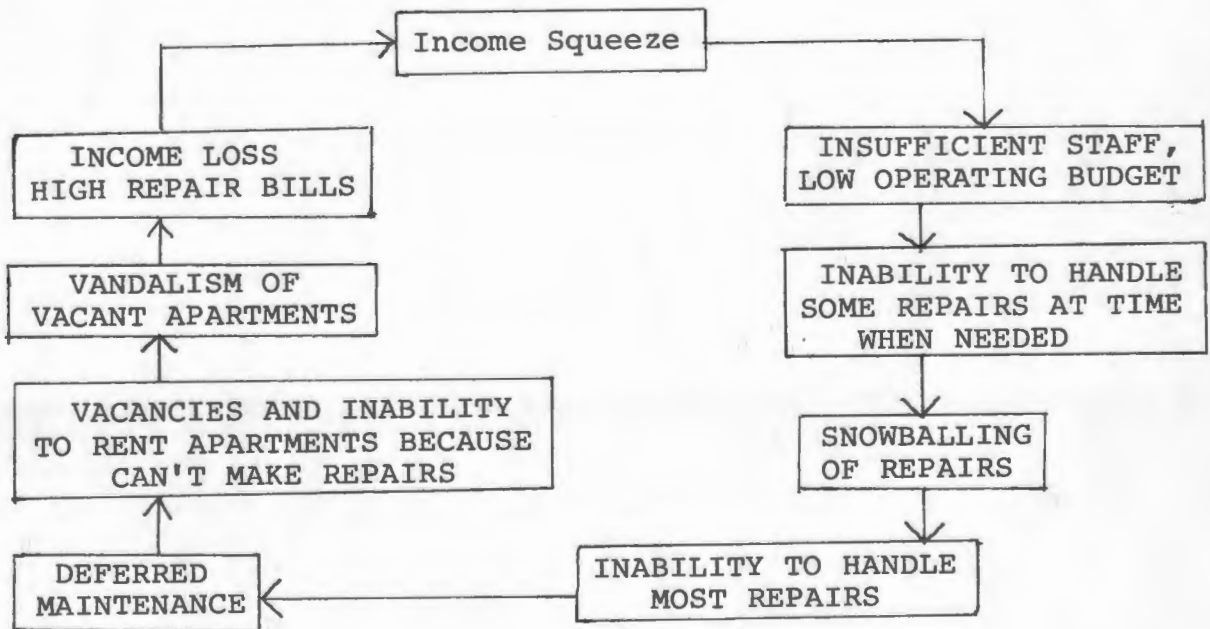 Income Squeeze
INSUFFICIENT STAFF,
LOW OPERATING BUDGET
INABILITY TO HANDLE
SOME REPAIRS AT TIME
WHEN NEEDED
SNOWBALLING
OF REPAIRS
INABILITY TO HANDLE
MOST REPAIRS
DEFERRED
MAINTENANCE
VACANCIES AND INABILITY
TO RENT APARTMENTS BECAUSE
CAN'T MAKE REPAIRS
VANDALISM OF
VACANT APARTMENTS
INCOME LOSS
HIGH REPAIR BILLS